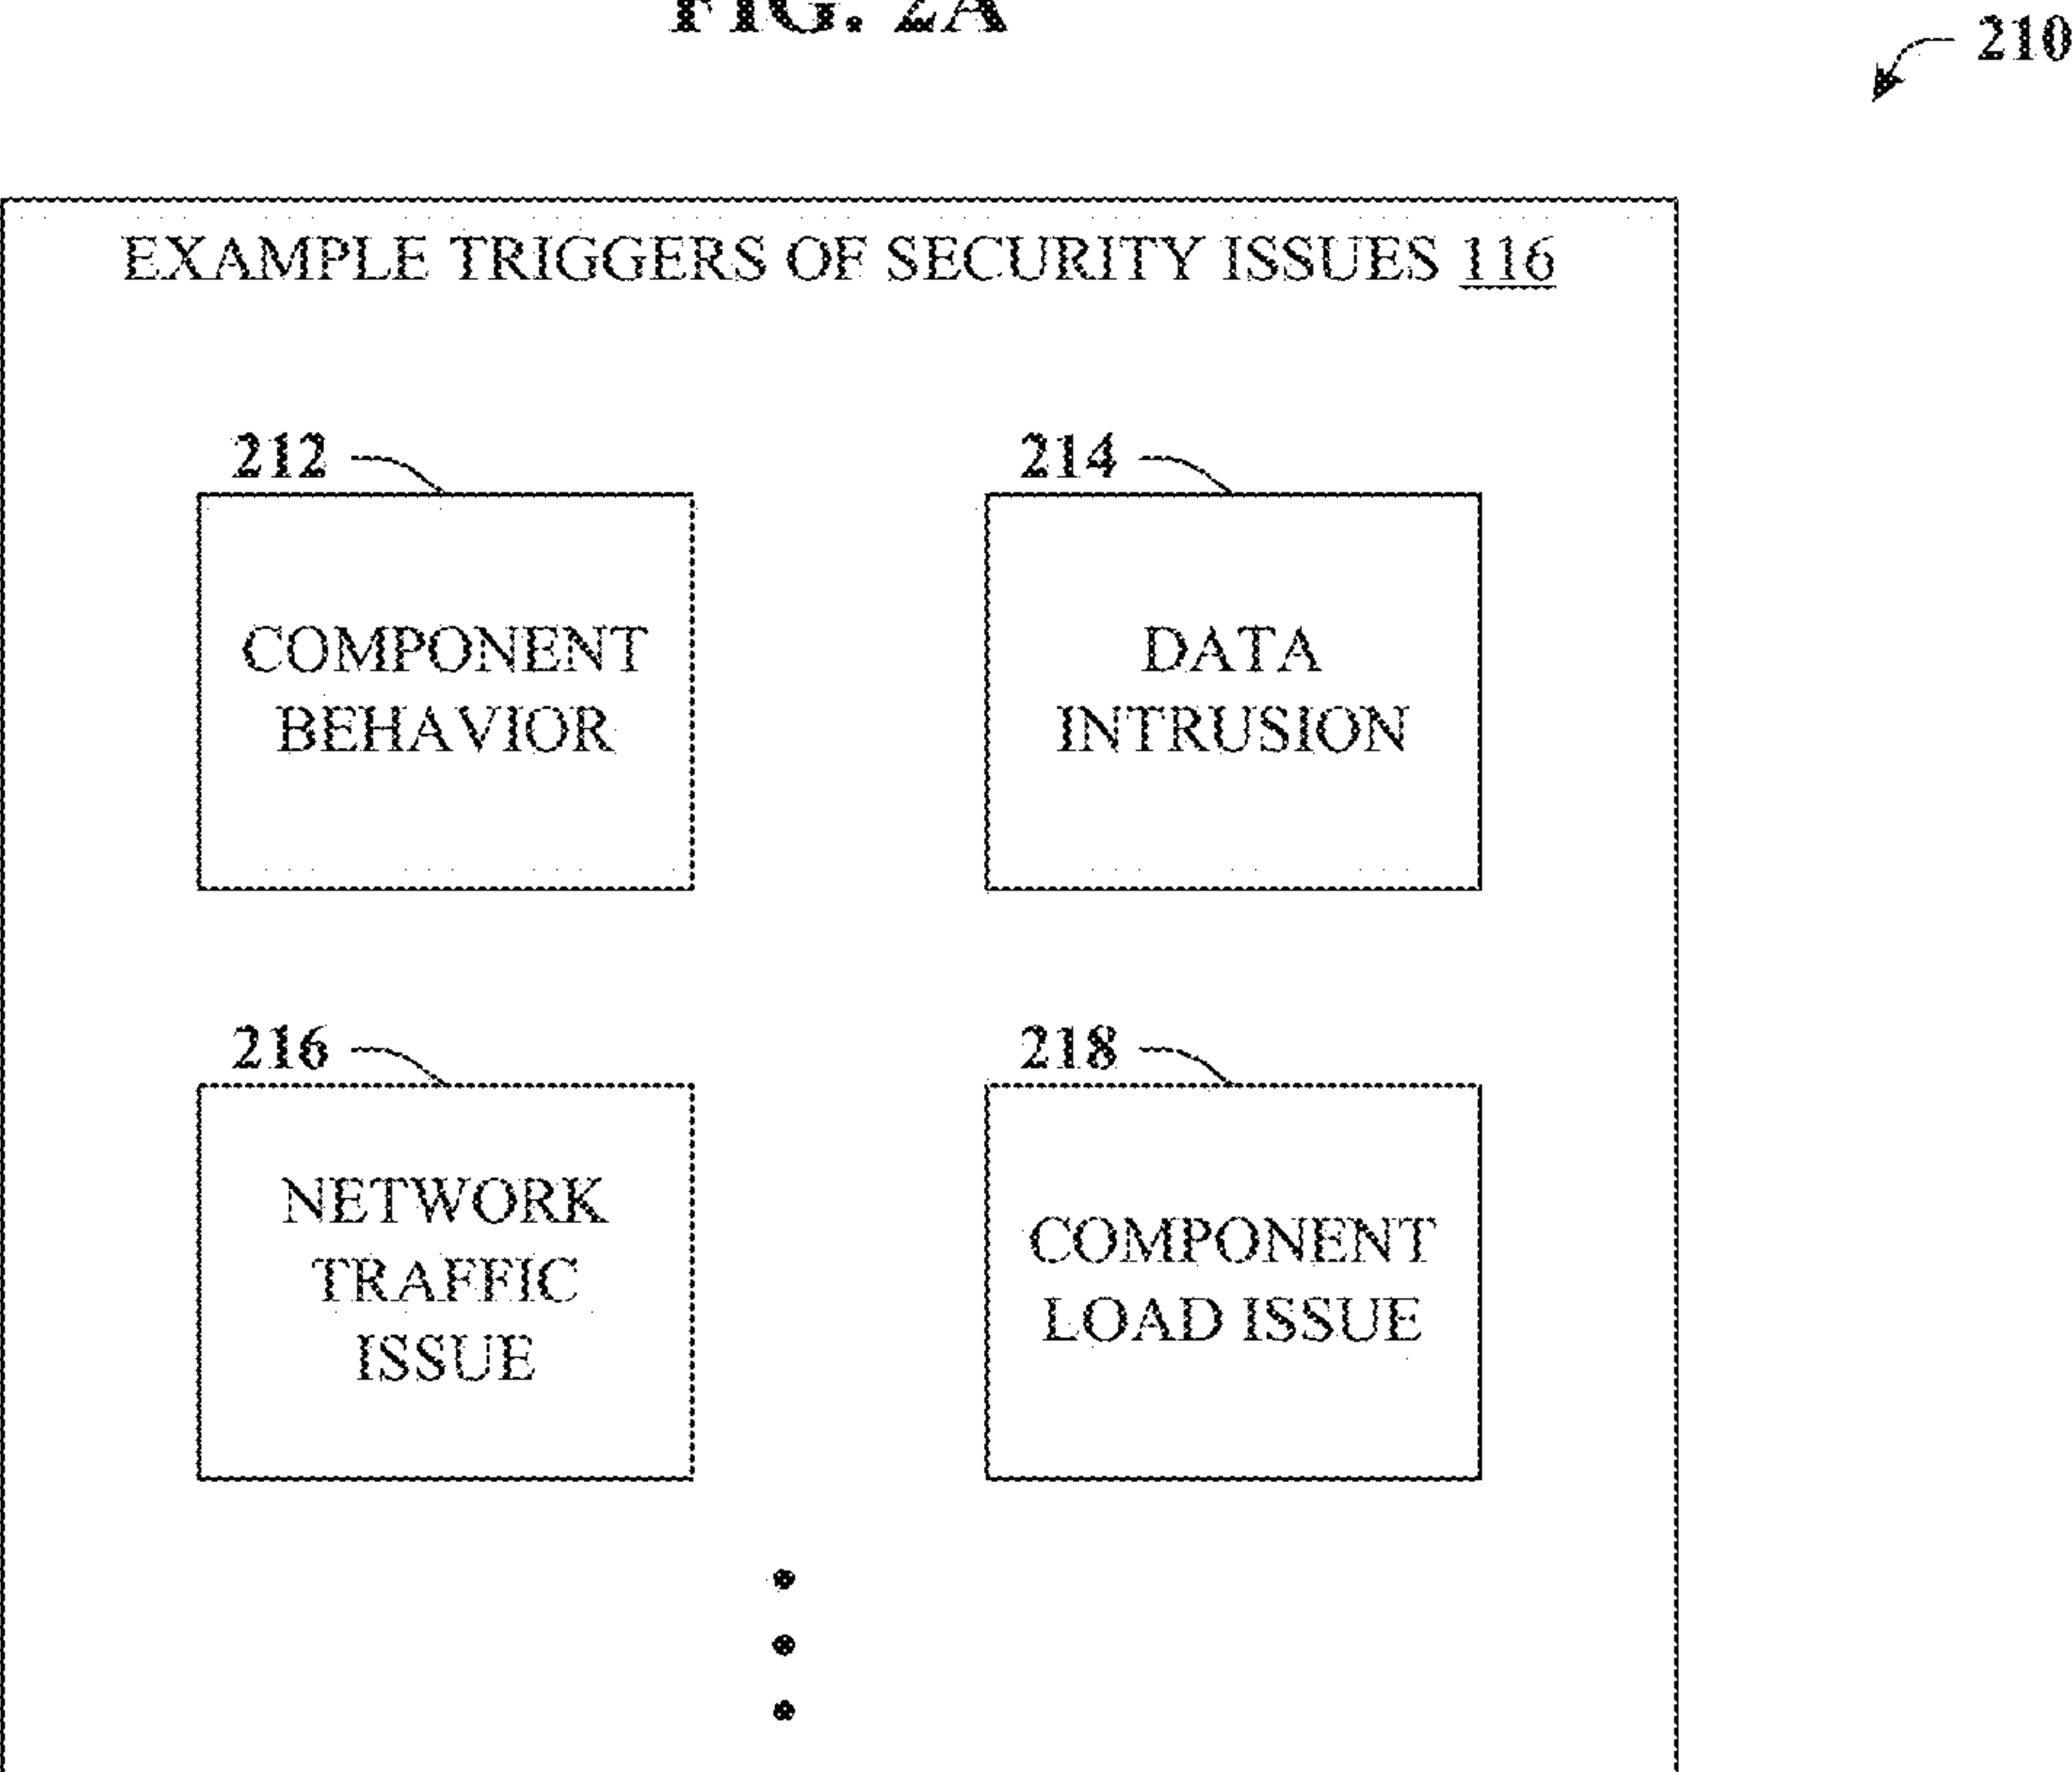 FIG. 2A
210
EXAMPLE TRIGGERS OF SECURITY ISSUES 116
212
214
COMPONENT
BEHAVIOR
DATA
INTRUSION
216
218
NETWORK
TRAFFIC
ISSUE
COMPONENT
LOAD ISSUE